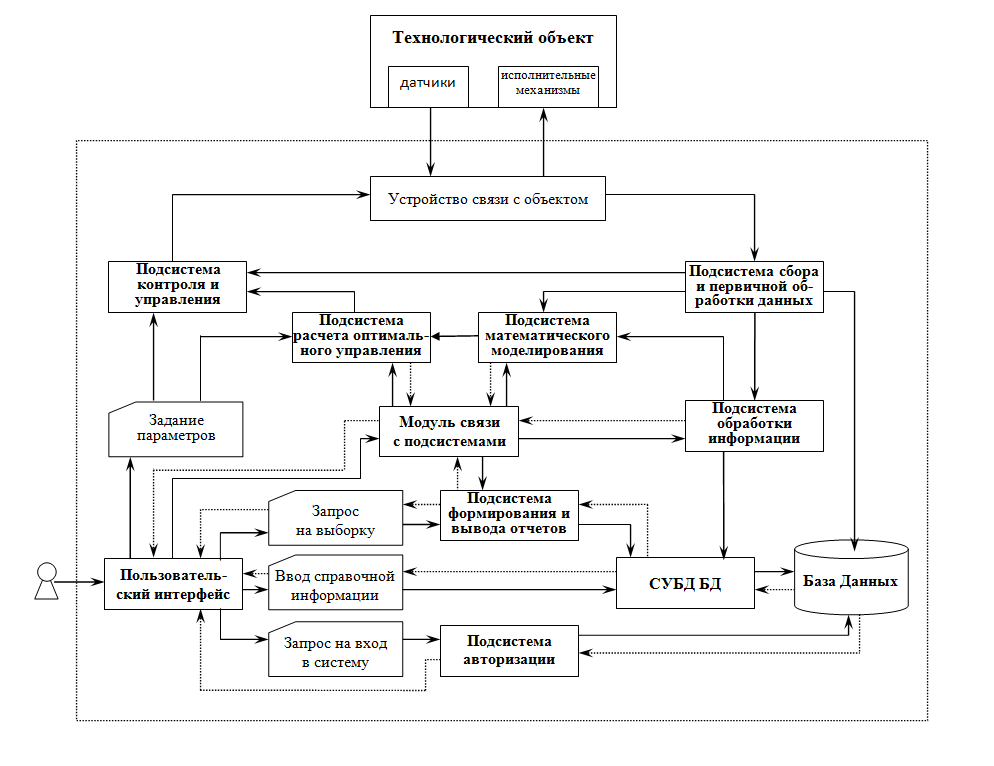 Технологический объект
датчики
исполнительные
механизмы
Устройство связи с объектом
Подсистема
контроля и
управления
Подсистема сбора
и первичной об-
работки данных
Подсистема
расчета оптималь-
ного управления
Подсистема
математического
моделирования
Задание
параметров
Модуль связи
с подсистемами
Подсистема
обработки
информации
Запрос
на выборку
Подсистема
формирования и
вывода отчетов
Пользователь-
ский интерфейс
Ввод справочной
информации
СУБД БД
База Данных
Запрос на вход
в систему
Подсистема
авторизации